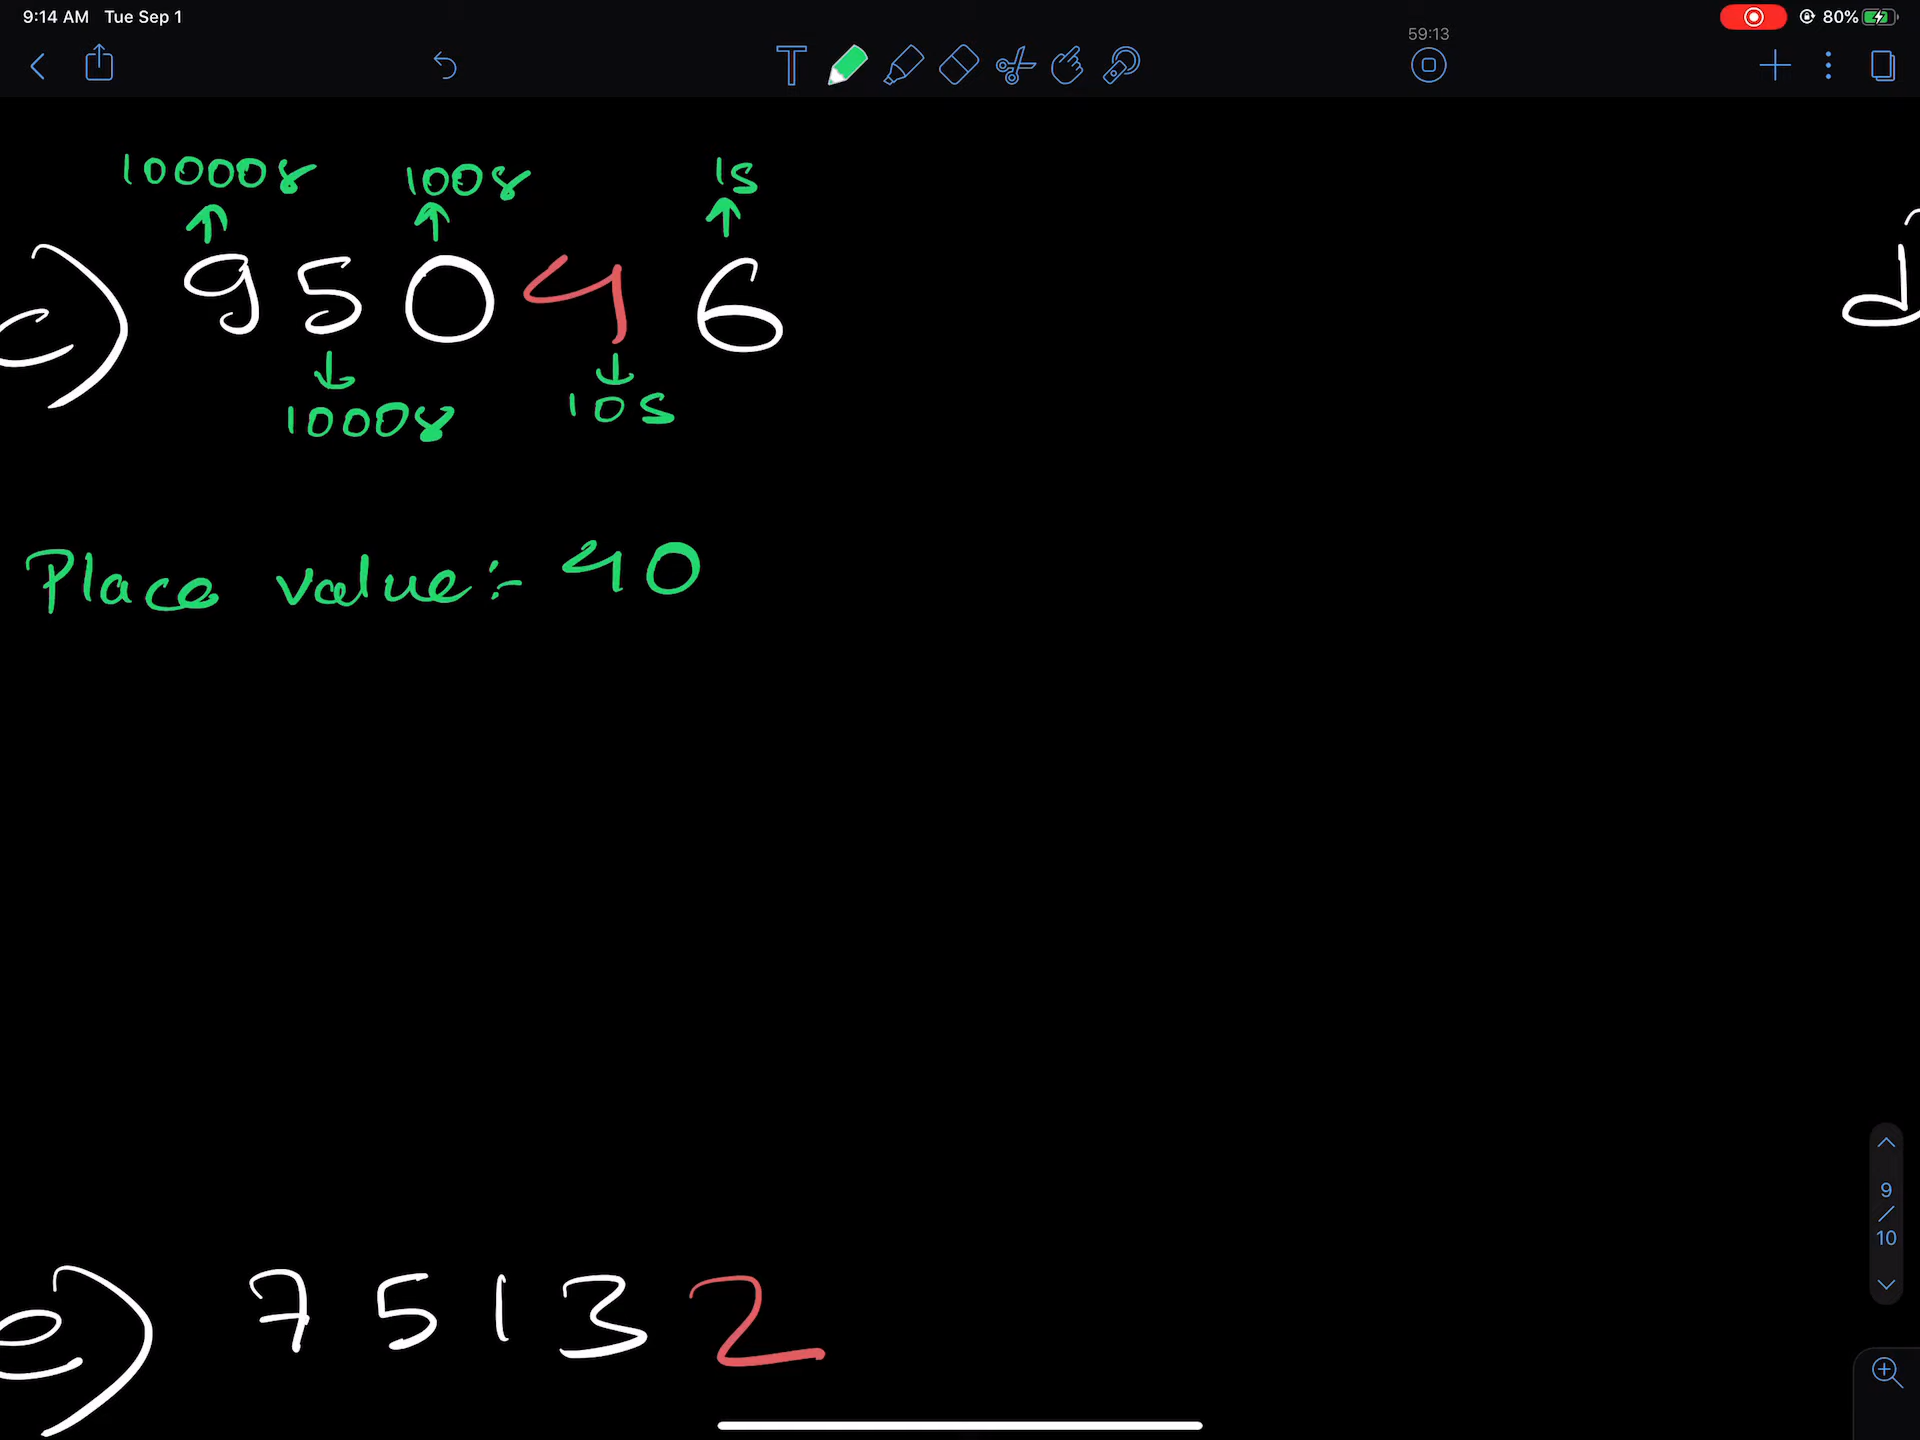 9:14 AM Tue Sep 1
80%
59:13
T
10000s 100s 1s
c) 9 5 0 4 6
d
1000s 10s
Place value:- 40
9
/
10
e) 7 5 1 3 2